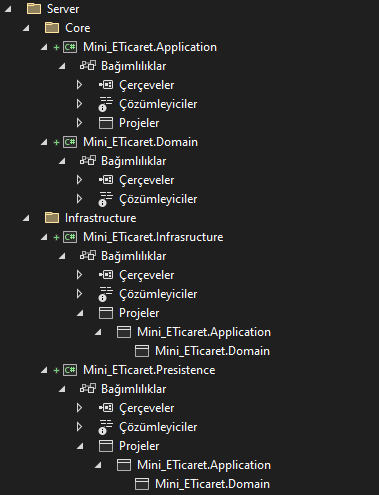 Server
Core
+ C# Mini_ETicaret.Application
Bağımlılıklar
Çerçeveler
Çözümleyiciler
Projeler
+ C# Mini_ETicaret.Domain
Bağımlılıklar
Çerçeveler
Çözümleyiciler
Infrastructure
+ C# Mini_ETicaret.Infrasructure
Bağımlılıklar
Çerçeveler
Çözümleyiciler
Projeler
Mini_ETicaret.Application
Mini_ETicaret.Domain
+ C# Mini_ETicaret.Presistence
Bağımlılıklar
Çerçeveler
Çözümleyiciler
Projeler
Mini_ETicaret.Application
Mini_ETicaret.Domain